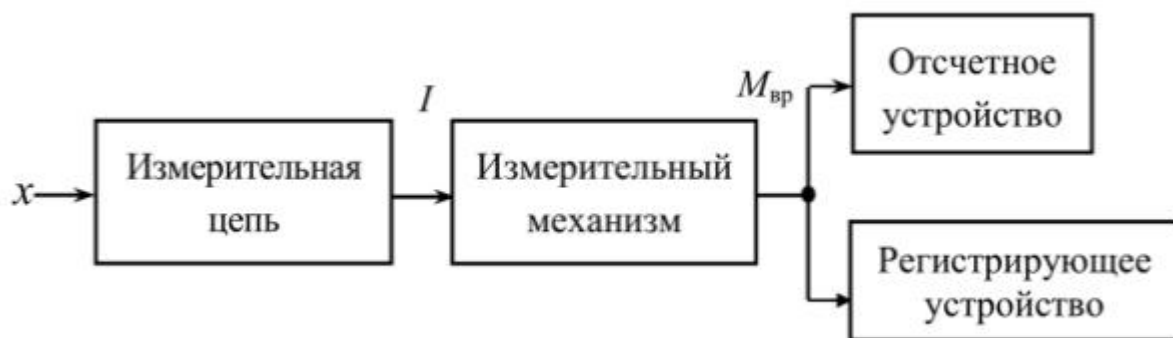 x
Измерительная
цепь
I
Измерительный
механизм
Mвр
Отсчетное
устройство
Регистрирующее
устройство